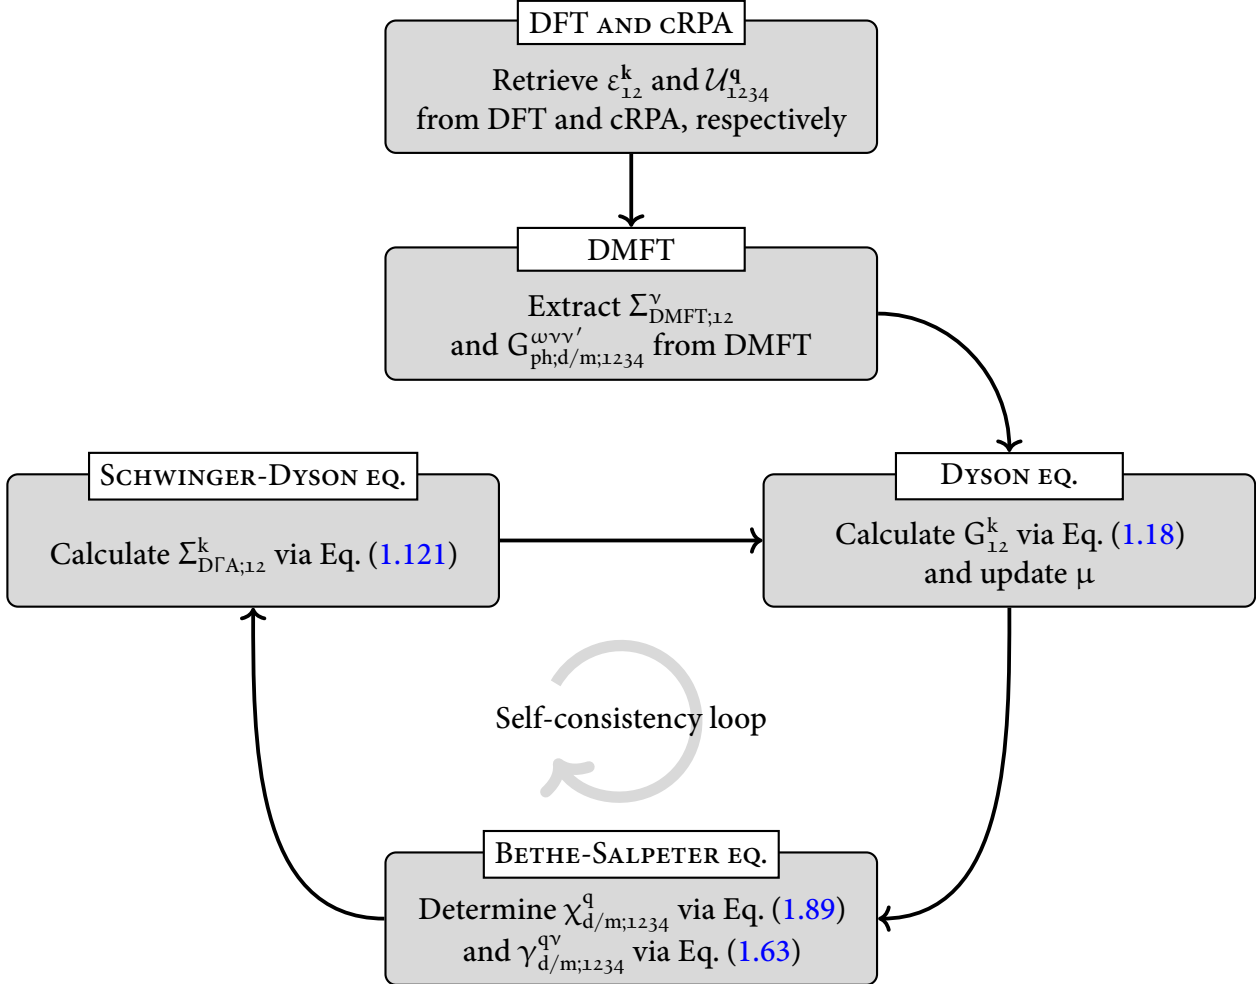 DFT AND CRPA
Retrieve ε₁₂ᵏ and 𝒰^q_1234
from DFT and cRPA, respectively
DMFT
Extract Σ^ν_DMFT;12
and G^ωνν′_ph;d/m;1234 from DMFT
SCHWINGER-DYSON EQ.
Calculate Σ^k_DΓA;12 via Eq. (1.121)
DYSON EQ.
Calculate G^k_12 via Eq. (1.18)
and update μ
Self-consistency loop
BETHE-SALPETER EQ.
Determine χ^q_d/m;1234 via Eq. (1.89)
and γ^qν_d/m;1234 via Eq. (1.63)